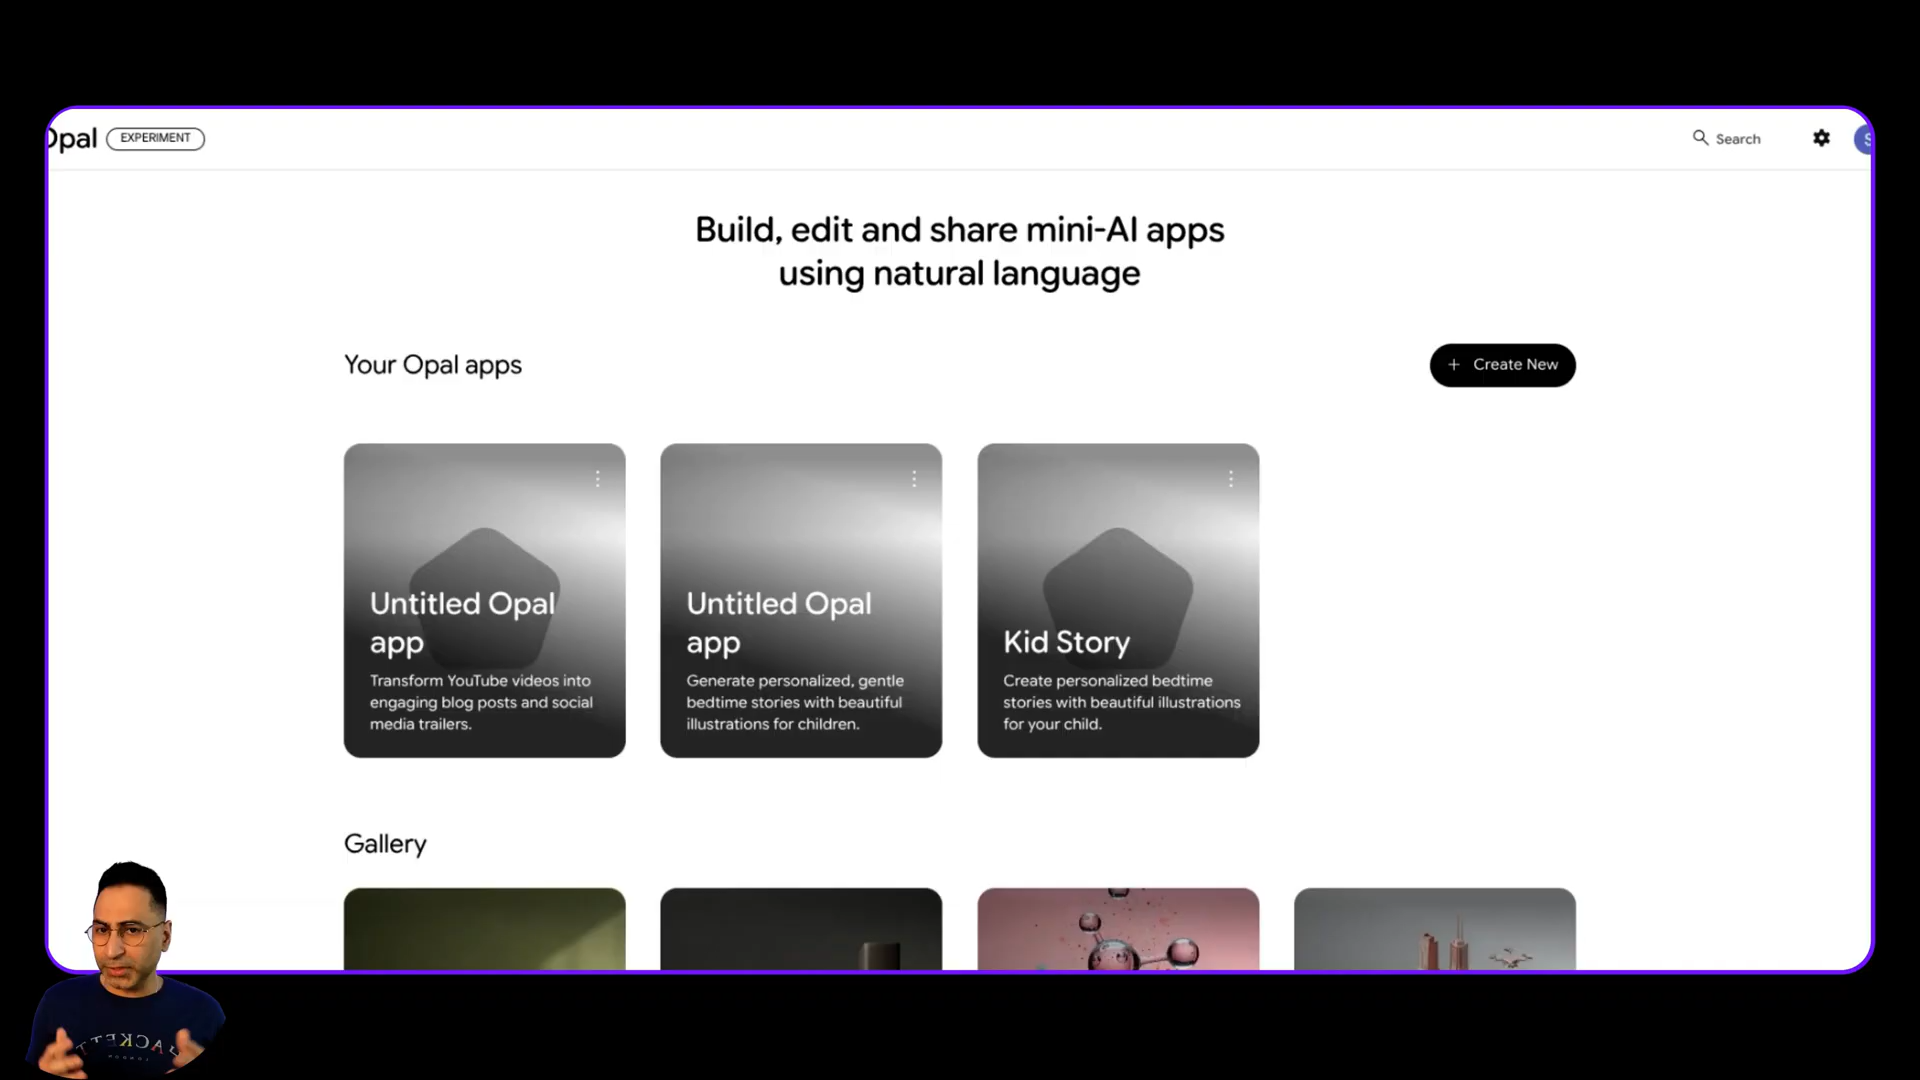 Opal EXPERIMENT
Search
S
Build, edit and share mini-AI apps
using natural language
Your Opal apps
+ Create New
Untitled Opal
app
Transform YouTube videos into
engaging blog posts and social
media trailers.
Untitled Opal
app
Generate personalized, gentle
bedtime stories with beautiful
illustrations for children.
Kid Story
Create personalized bedtime
stories with beautiful illustrations
for your child.
Gallery
HACKETT
LONDON